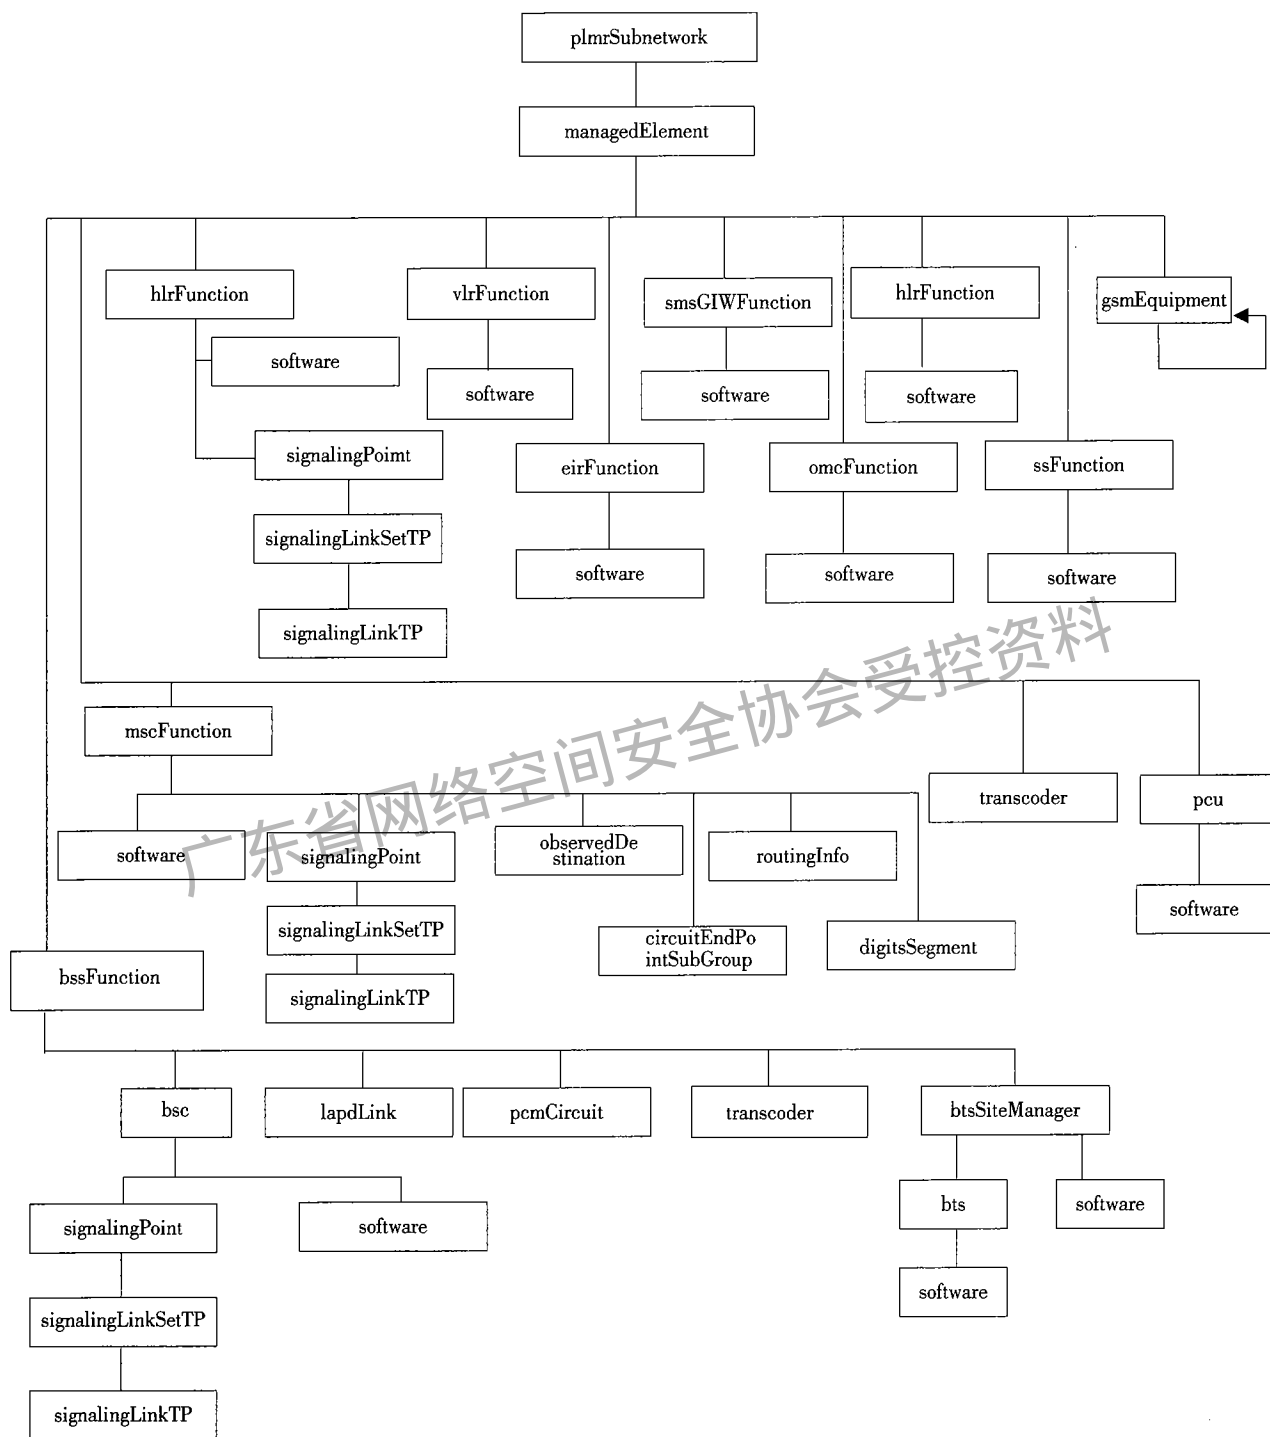 plmrSubnetwork
managedElement
hlrFunction
vlrFunction
smsGIWFunction
hlrFunction
gsmEquipment
software
software
software
software
signalingPoimt
eirFunction
omcFunction
ssFunction
signalingLinkSetTP
software
software
software
signalingLinkTP
广东省网络空间安全协会受控资料
mscFunction
transcoder
pcu
software
signalingPoint
observedDe
stination
routingInfo
software
signalingLinkSetTP
circuitEndPo
intSubGroup
digitsSegment
bssFunction
signalingLinkTP
bsc
lapdLink
pcmCircuit
transcoder
btsSiteManager
signalingPoint
software
bts
software
software
signalingLinkSetTP
signalingLinkTP